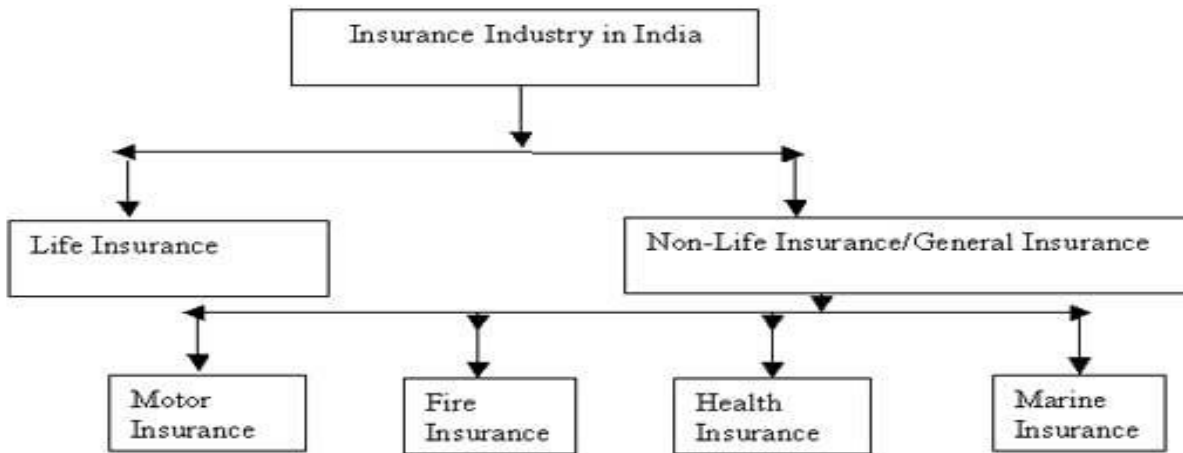 Insurance Industry in India
Life Insurance
Non-Life Insurance/General Insurance
Motor
Insurance
Fire
Insurance
Health
Insurance
Marine
Insurance